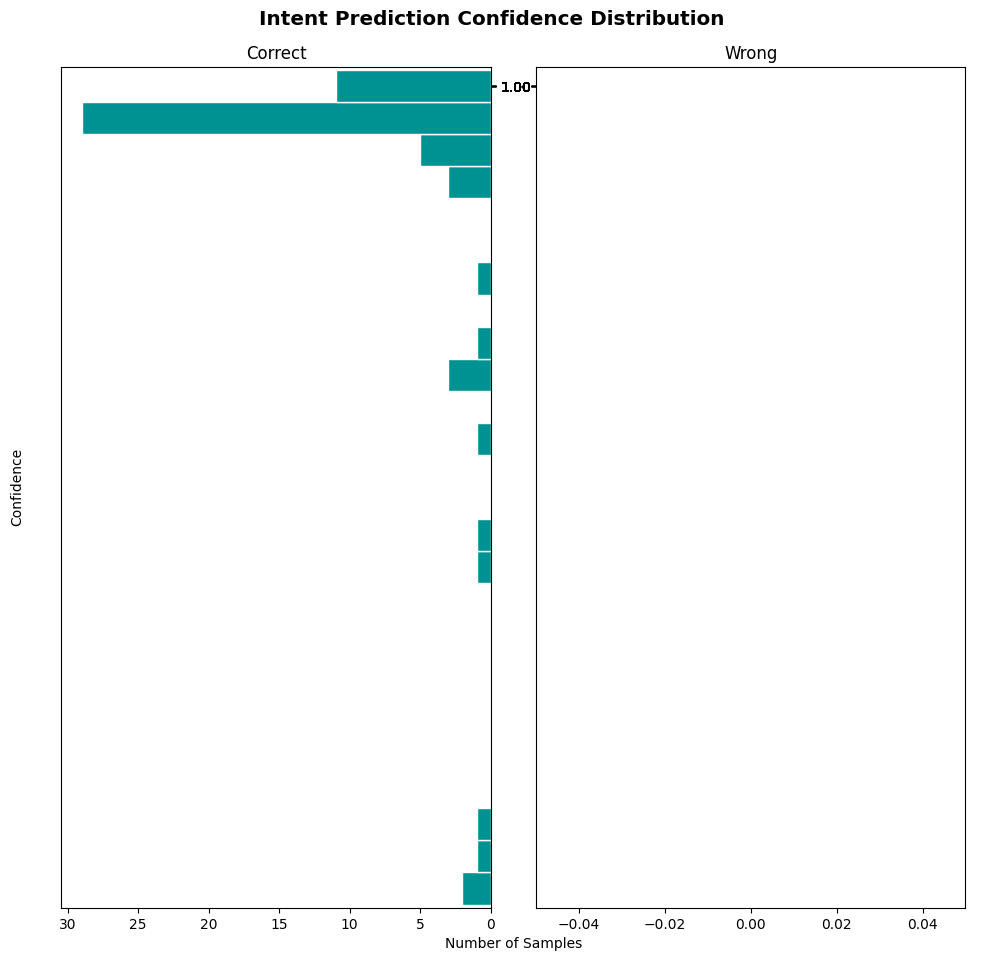 Intent Prediction Confidence Distribution
Correct
Wrong
1.00
Confidence
30 25 20 15 10 5 0
−0.04 −0.02 0.00 0.02 0.04
Number of Samples